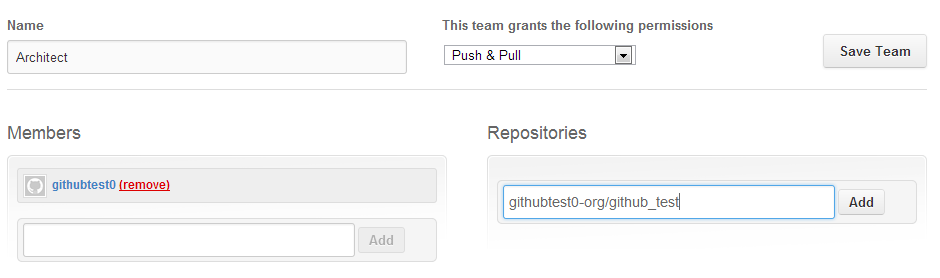 Name
This team grants the following permissions
Architect
Push & Pull
Save Team
Members
Repositories
githubtest0 (remove)
githubtest0-org/github_test
Add
Add